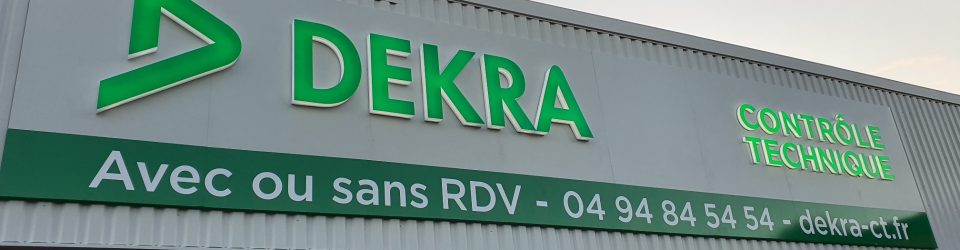 DEKRA
CONTRÔLE
TECHNIQUE
Avec ou sans RDV - 04 94 84 54 54 - dekra-ct.fr